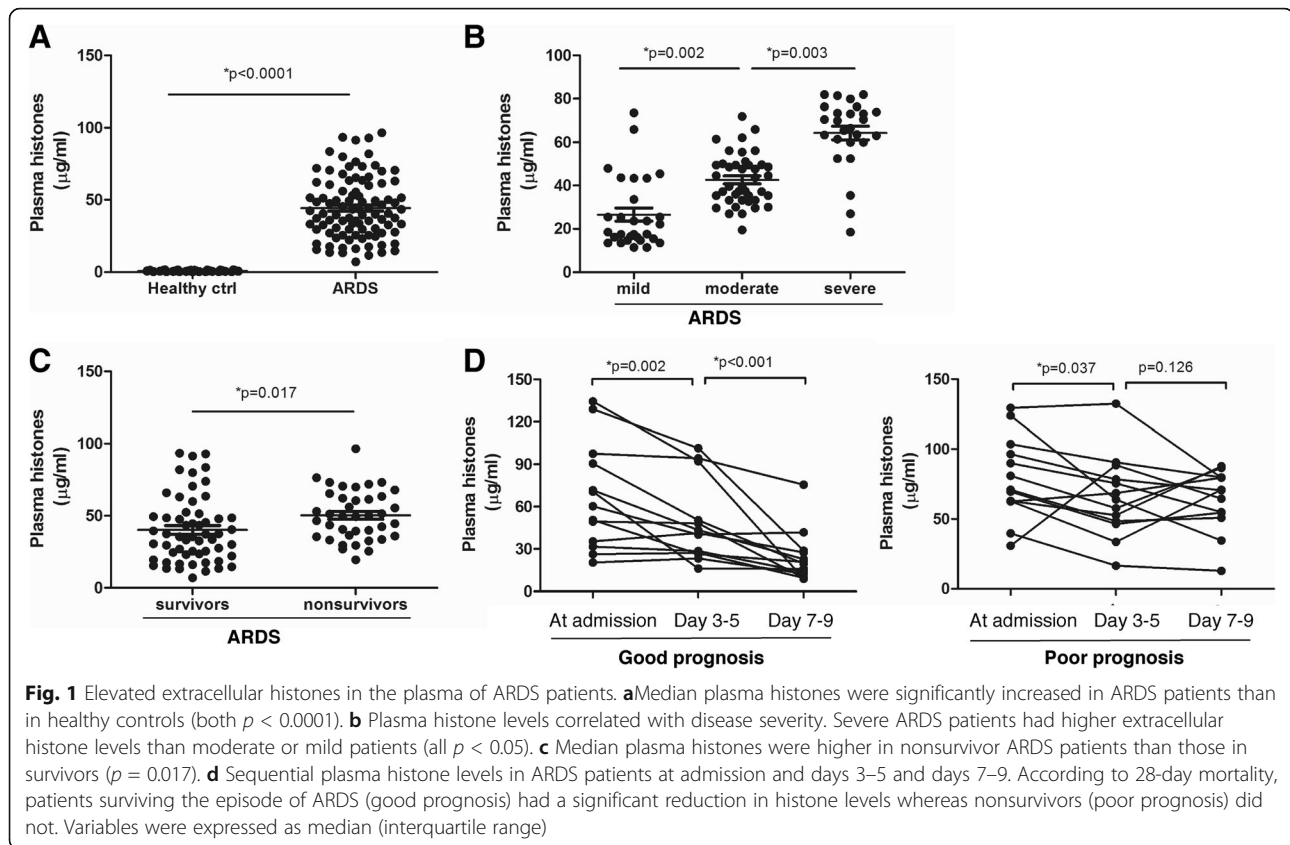 A
B
150
100
50
0
Plasma histones
(μg/ml)
*p<0.0001
Healthy ctrl
ARDS
100
80
60
40
20
0
Plasma histones
(μg/ml)
*p=0.002
*p=0.003
mild
moderate
severe
ARDS
C
D
150
100
50
0
Plasma histones
(μg/ml)
*p=0.017
survivors
nonsurvivors
ARDS
150
120
90
60
30
0
Plasma histones
(μg/ml)
*p=0.002
*p<0.001
At admission
Day 3-5
Day 7-9
Good prognosis
150
100
50
0
Plasma histones
(μg/ml)
*p=0.037
p=0.126
At admission
Day 3-5
Day 7-9
Poor prognosis
Fig. 1 Elevated extracellular histones in the plasma of ARDS patients. aMedian plasma histones were significantly increased in ARDS patients than
in healthy controls (both p < 0.0001). b Plasma histone levels correlated with disease severity. Severe ARDS patients had higher extracellular
histone levels than moderate or mild patients (all p < 0.05). c Median plasma histones were higher in nonsurvivor ARDS patients than those in
survivors (p = 0.017). d Sequential plasma histone levels in ARDS patients at admission and days 3–5 and days 7–9. According to 28-day mortality,
patients surviving the episode of ARDS (good prognosis) had a significant reduction in histone levels whereas nonsurvivors (poor prognosis) did
not. Variables were expressed as median (interquartile range)